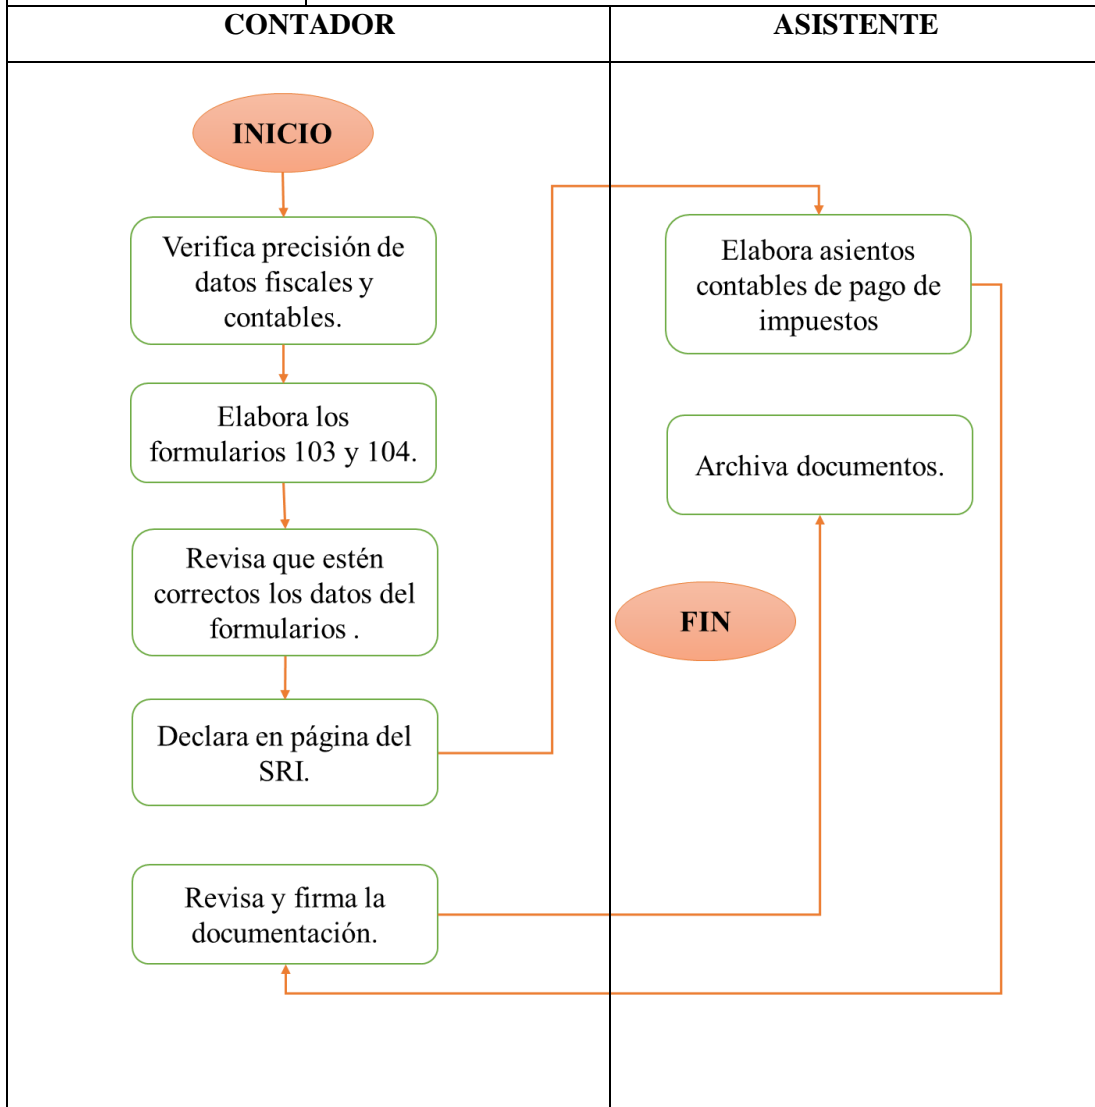 CONTADOR
ASISTENTE
INICIO
Verifica precisión de
datos fiscales y
contables.
Elabora los
formularios 103 y 104.
Revisa que estén
correctos los datos del
formularios .
Declara en página del
SRI.
Revisa y firma la
documentación.
Elabora asientos
contables de pago de
impuestos
Archiva documentos.
FIN